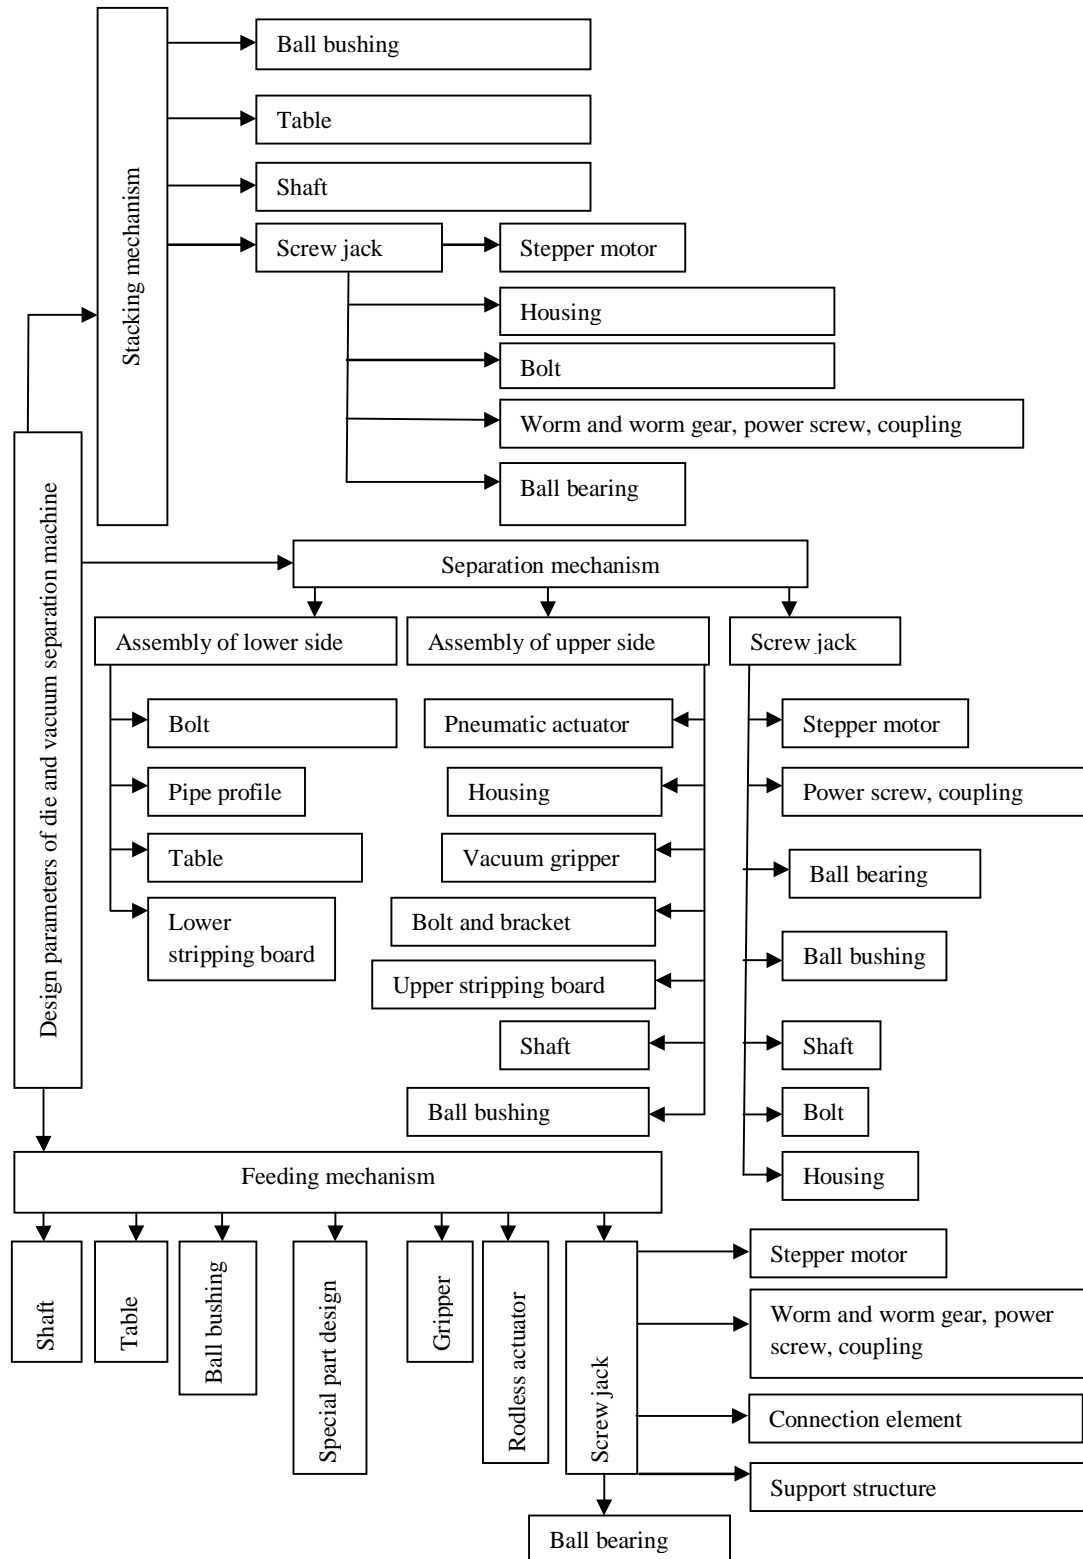 Ball bushing
Table
Shaft
Screw jack
Stepper motor
Housing
Bolt
Worm and worm gear, power screw, coupling
Ball bearing
Stacking mechanism
Design parameters of die and vacuum separation machine
Separation mechanism
Assembly of lower side
Assembly of upper side
Screw jack
Bolt
Pipe profile
Table
Lower
stripping board
Pneumatic actuator
Housing
Vacuum gripper
Bolt and bracket
Upper stripping board
Shaft
Ball bushing
Stepper motor
Power screw, coupling
Ball bearing
Ball bushing
Shaft
Bolt
Housing
Feeding mechanism
Shaft
Table
Ball bushing
Special part design
Gripper
Rodless actuator
Screw jack
Stepper motor
Worm and worm gear, power
screw, coupling
Connection element
Support structure
Ball bearing